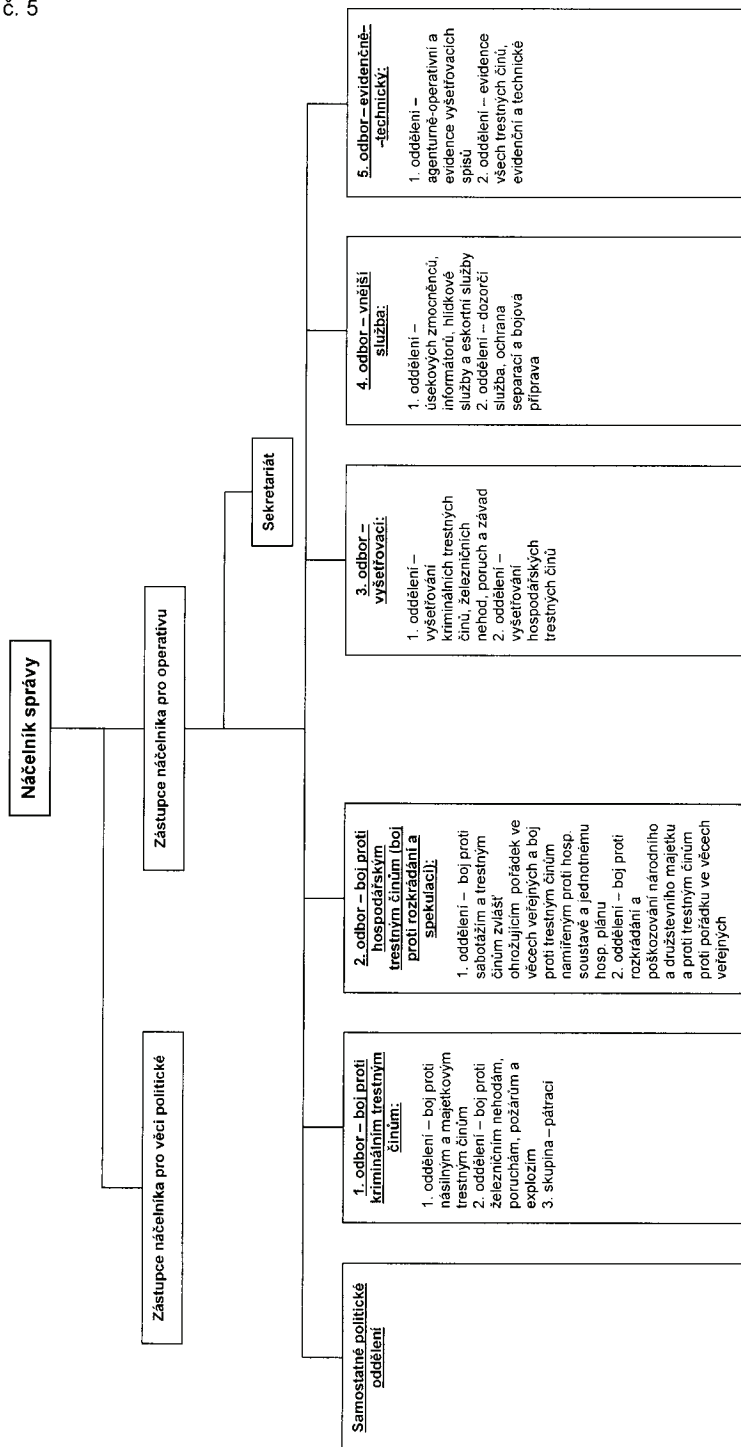 č. 5
Náčelník správy
Zástupce náčelníka pro věci politické
Zástupce náčelníka pro operativu
Sekretariát
Samostatné politické
oddělení
1. odbor – boj proti
kriminálním trestným
činům:
1. oddělení – boj proti
násilným a majetkovým
trestným činům
2. oddělení – boj proti
železničním nehodám,
poruchám, požárům a
explozím
3. skupina – pátrací
2. odbor – boj proti
hospodářským
trestným činům (boj
proti rozkrádání a
spekulaci):
1. oddělení – boj proti
sabotážím a trestným
činům zvlášť
ohrožujícím pořádek ve
věcech veřejných a boj
proti trestným činům
namířeným proti hosp.
soustavě a jednotnému
hosp. plánu
2. oddělení – boj proti
rozkrádání a
poškozování národního
a družstevního majetku
a proti trestným činům
proti pořádku ve věcech
veřejných
3. odbor –
vyšetřovací:
1. oddělení –
vyšetřování
kriminálních trestných
činů, železničních
nehod, poruch a závad
2. oddělení –
vyšetřování
hospodářských
trestných činů
4. odbor – vnější
služba:
1. oddělení –
úsekových zmocněnců,
informátorů, hlídkové
služby a eskortní služby
2. oddělení – dozorčí
služba, ochrana
separací a bojová
příprava
5. odbor – evidenčně-
-technický:
1. oddělení –
agenturně-operativní a
evidence vyšetřovacích
spisů
2. oddělení – evidence
všech trestných činů,
evidenční a technické